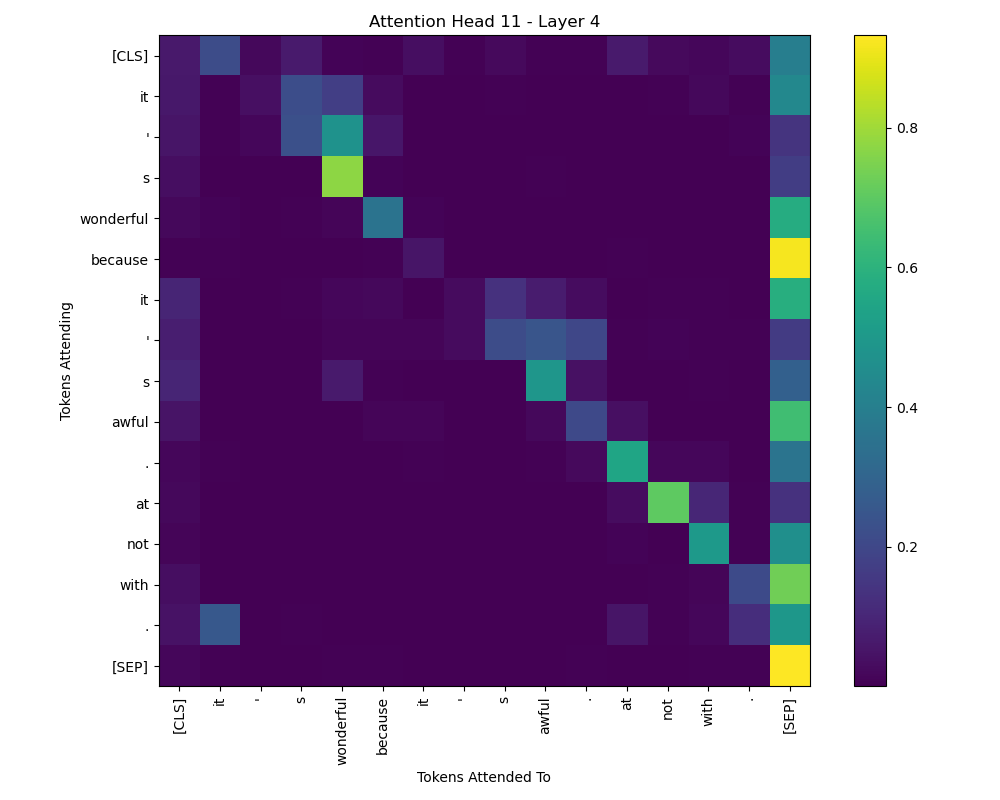 Attention Head 11 - Layer 4
[CLS]
it
'
s
wonderful
because
it
'
s
awful
.
at
not
with
.
[SEP]
Tokens Attending
[CLS]
it
'
s
wonderful
because
it
'
s
awful
.
at
not
with
.
[SEP]
Tokens Attended To
0.8
0.6
0.4
0.2